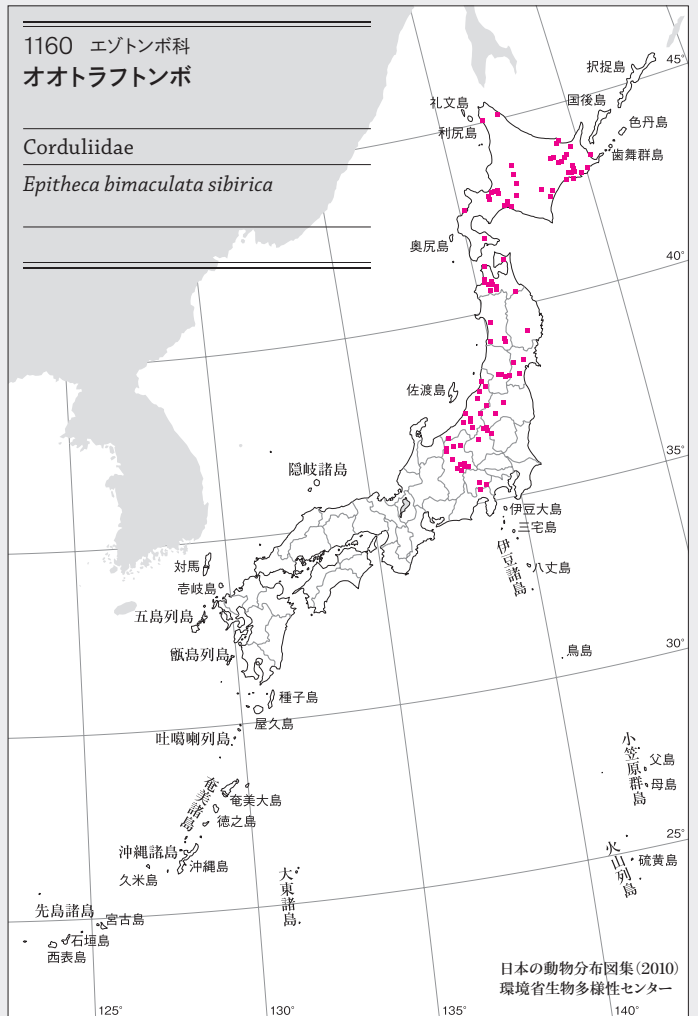 1160 エゾトンボ科
オオトラフトンボ
Corduliidae
Epitheca bimaculata sibirica
45°
択捉島
礼文島
国後島
色丹島
利尻島
歯舞群島
奥尻島
40°
佐渡島
35°
隠岐諸島
伊豆大島
三宅島
伊豆諸島
八丈島
対馬
壱岐島
五島列島
甑島列島
鳥島
30°
種子島
屋久島
吐噶喇列島
小笠原群島
父島
母島
奄美諸島
奄美大島
徳之島
25°
沖縄諸島
沖縄島
久米島
火山列島
硫黄島
大東諸島
先島諸島
宮古島
石垣島
西表島
日本の動物分布図集(2010)
環境省生物多様性センター
125°
130°
135°
140°